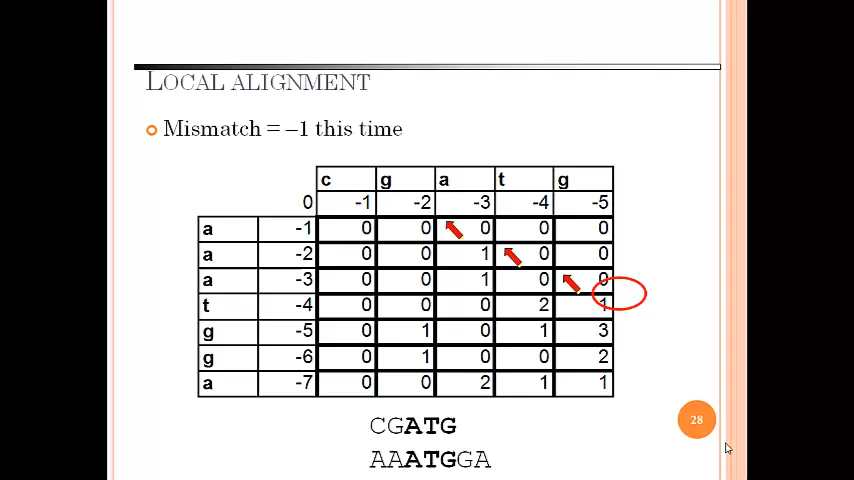 LOCAL ALIGNMENT
Mismatch = –1 this time
c g a t g
0 -1 -2 -3 -4 -5
a -1 0 0 0 0 0
a -2 0 0 1 0 0
a -3 0 0 1 0 0
t -4 0 0 0 2 1
g -5 0 1 0 1 3
g -6 0 1 0 0 2
a -7 0 0 2 1 1
CGATG
AAATGGA
28